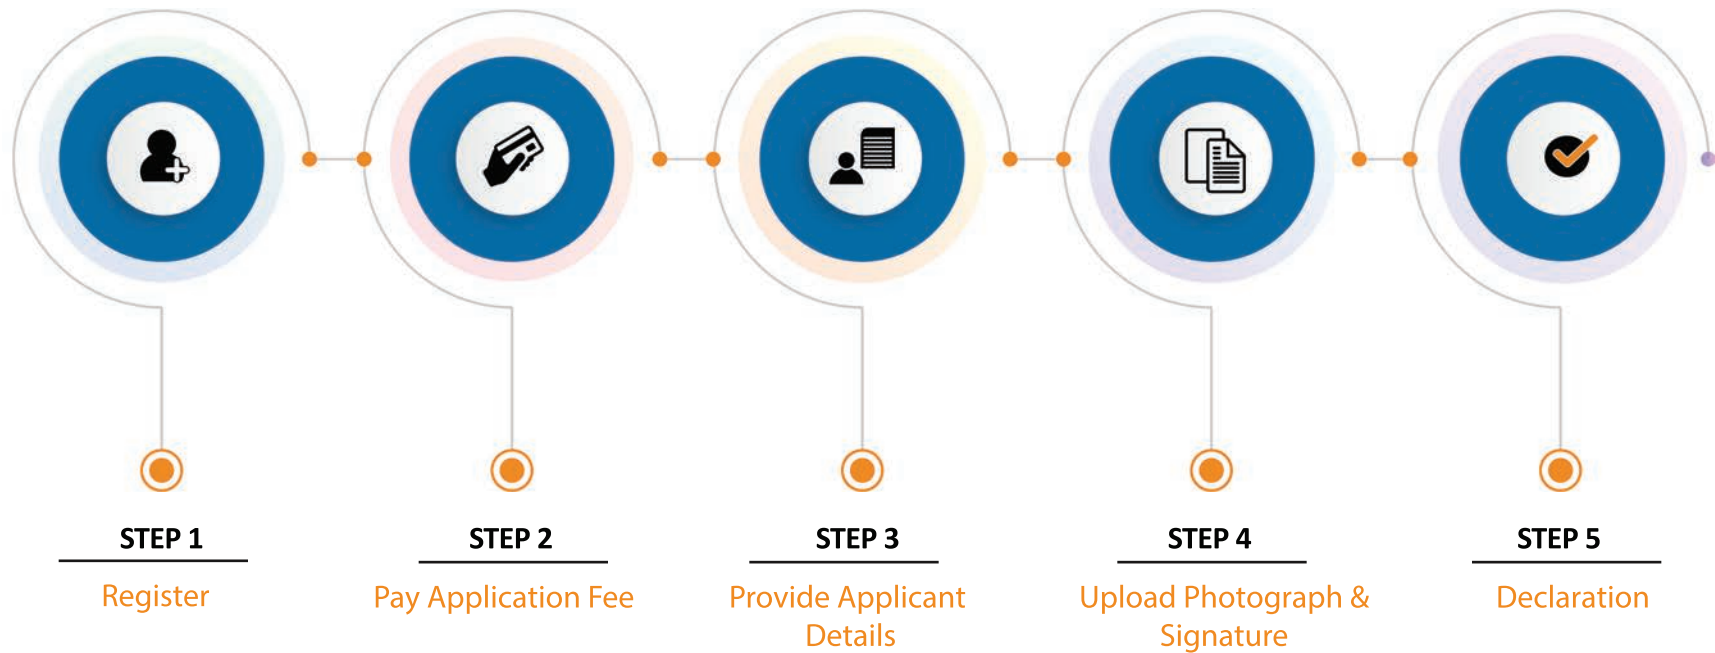 STEP 1
Register
STEP 2
Pay Application Fee
STEP 3
Provide Applicant
Details
STEP 4
Upload Photograph &
Signature
STEP 5
Declaration